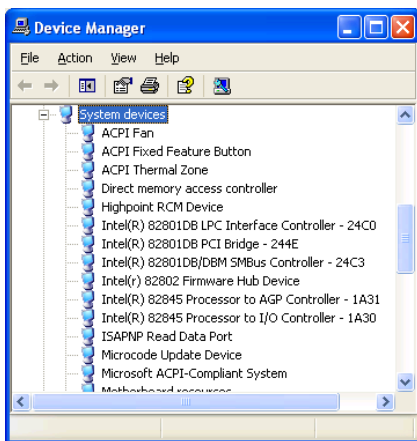 Device Manager
File Action View Help
System devices
ACPI Fan
ACPI Fixed Feature Button
ACPI Thermal Zone
Direct memory access controller
Highpoint RCM Device
Intel(R) 82801DB LPC Interface Controller - 24C0
Intel(R) 82801DB PCI Bridge - 244E
Intel(R) 82801DB/DBM SMBus Controller - 24C3
Intel(r) 82802 Firmware Hub Device
Intel(R) 82845 Processor to AGP Controller - 1A31
Intel(R) 82845 Processor to I/O Controller - 1A30
ISAPNP Read Data Port
Microcode Update Device
Microsoft ACPI-Compliant System
Motherboard resources